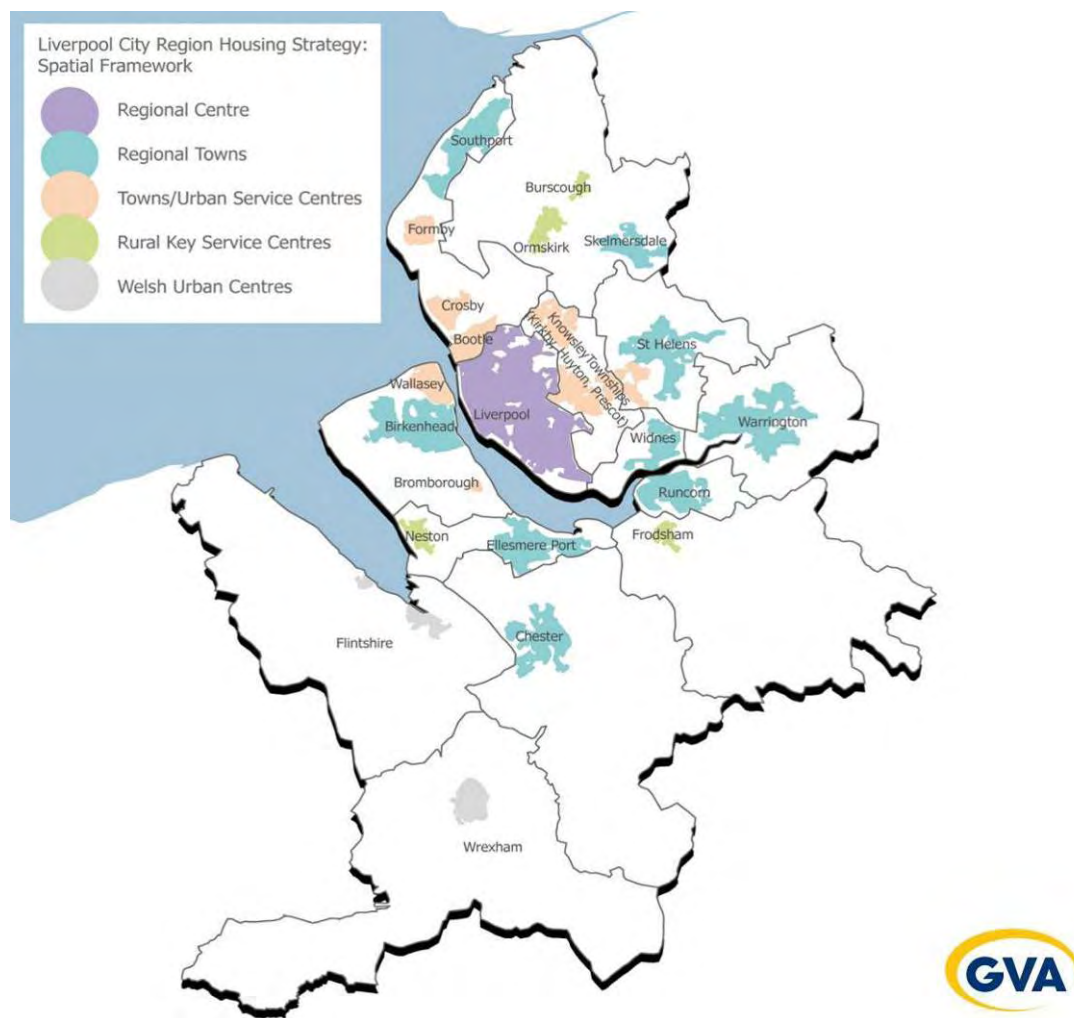 Liverpool City Region Housing Strategy:
Spatial Framework
Regional Centre
Regional Towns
Towns/Urban Service Centres
Rural Key Service Centres
Welsh Urban Centres
Southport
Burscough
Formby
Ormskirk
Skelmersdale
Crosby
Bootle
Knowsley Townships
(Kirkby, Huyton, Prescot)
St Helens
Wallasey
Birkenhead
Liverpool
Widnes
Warrington
Bromborough
Runcorn
Neston
Ellesmere Port
Frodsham
Flintshire
Chester
Wrexham
GVA